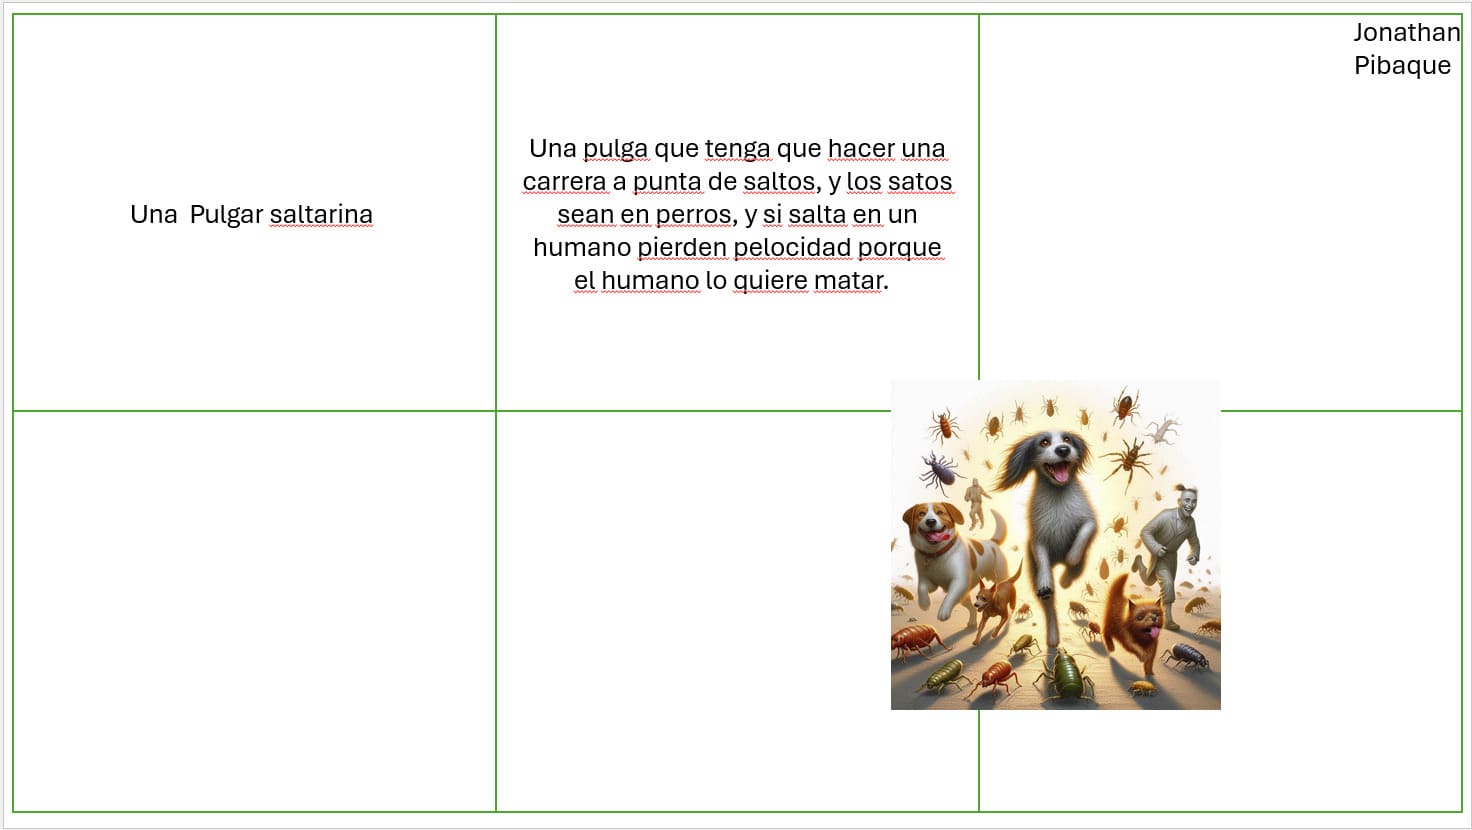 Una  Pulgar saltarina
Una pulga que tenga que hacer una
carrera a punta de saltos, y los satos
sean en perros, y si salta en un
humano pierden pelocidad porque
el humano lo quiere matar.
Jonathan
Pibaque